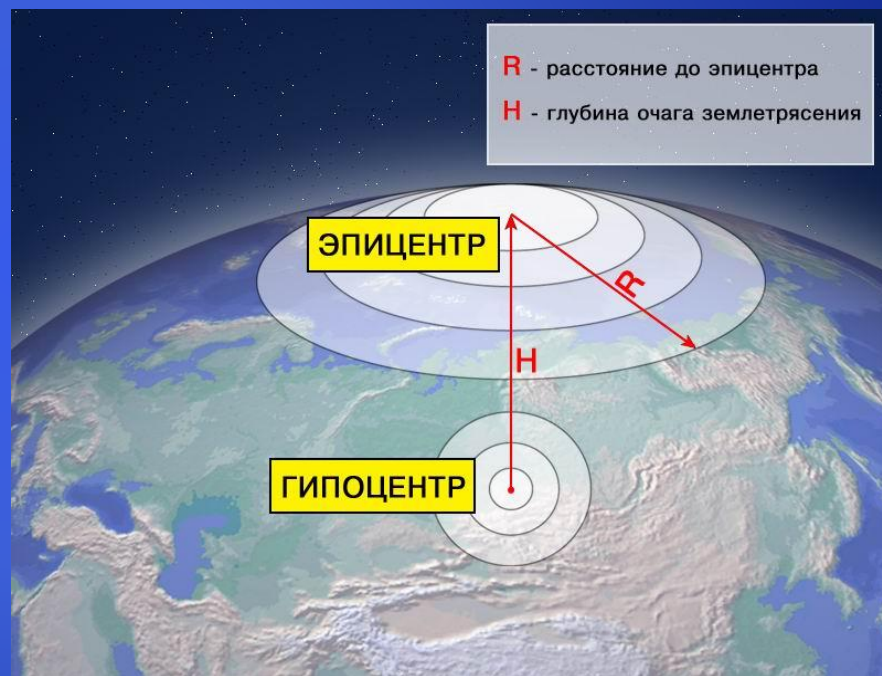 R - расстояние до эпицентра
H - глубина очага землетрясения
ЭПИЦЕНТР
R
H
ГИПОЦЕНТР